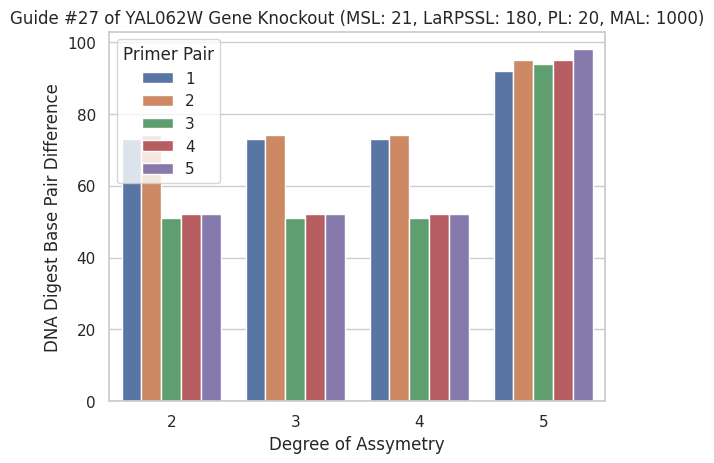 Guide #27 of YAL062W Gene Knockout (MSL: 21, LaRPSSL: 180, PL: 20, MAL: 1000)
Primer Pair
1
2
3
4
5
100
80
60
40
20
0
DNA Digest Base Pair Difference
2 3 4 5
Degree of Assymetry